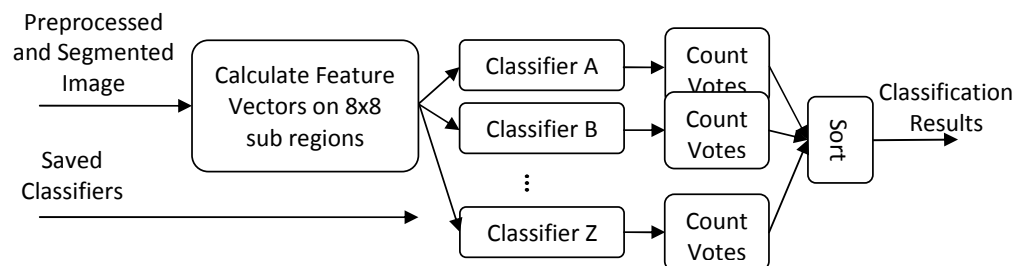 Preprocessed
and Segmented
Image
Saved
Classifiers
Calculate Feature
Vectors on 8x8
sub regions
Classifier A
Classifier B
...
Classifier Z
Count
Votes
Count
Votes
Count
Votes
Sort
Classification
Results